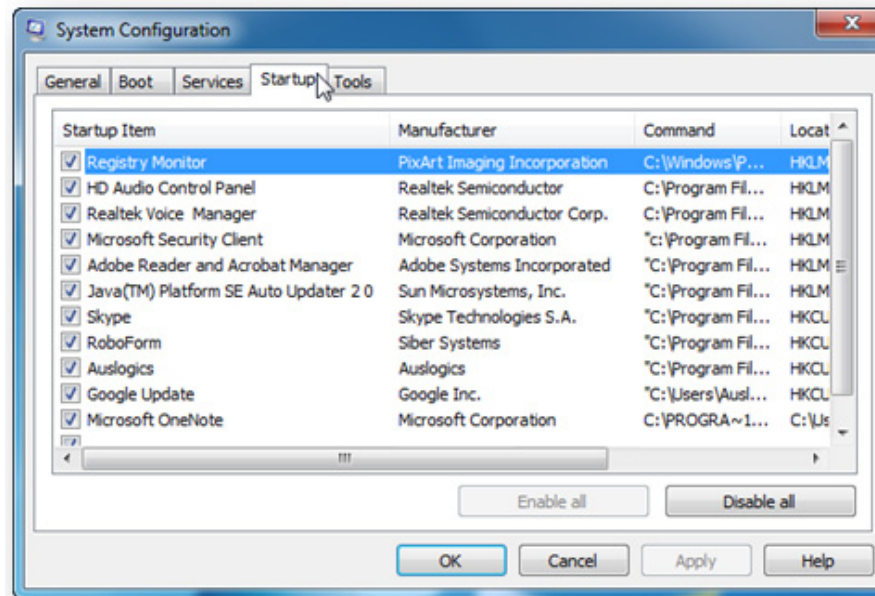 System Configuration
General Boot Services Startup Tools
Startup Item Manufacturer Command Locat
Registry Monitor PixArt Imaging Incorporation C:\Windows\P... HKLM
HD Audio Control Panel Realtek Semiconductor C:\Program Fil... HKLM
Realtek Voice Manager Realtek Semiconductor Corp. C:\Program Fil... HKLM
Microsoft Security Client Microsoft Corporation "c:\Program Fil... HKLM
Adobe Reader and Acrobat Manager Adobe Systems Incorporated "C:\Program Fil... HKLM
Java(TM) Platform SE Auto Updater 2 0 Sun Microsystems, Inc. "C:\Program Fil... HKLM
Skype Skype Technologies S.A. "C:\Program Fil... HKCU
RoboForm Siber Systems "C:\Program Fil... HKCU
Auslogics Auslogics "C:\Program Fil... HKCU
Google Update Google Inc. "C:\Users\Ausl... HKCU
Microsoft OneNote Microsoft Corporation C:\PROGRA~1... C:\Us
Enable all Disable all
OK Cancel Apply Help